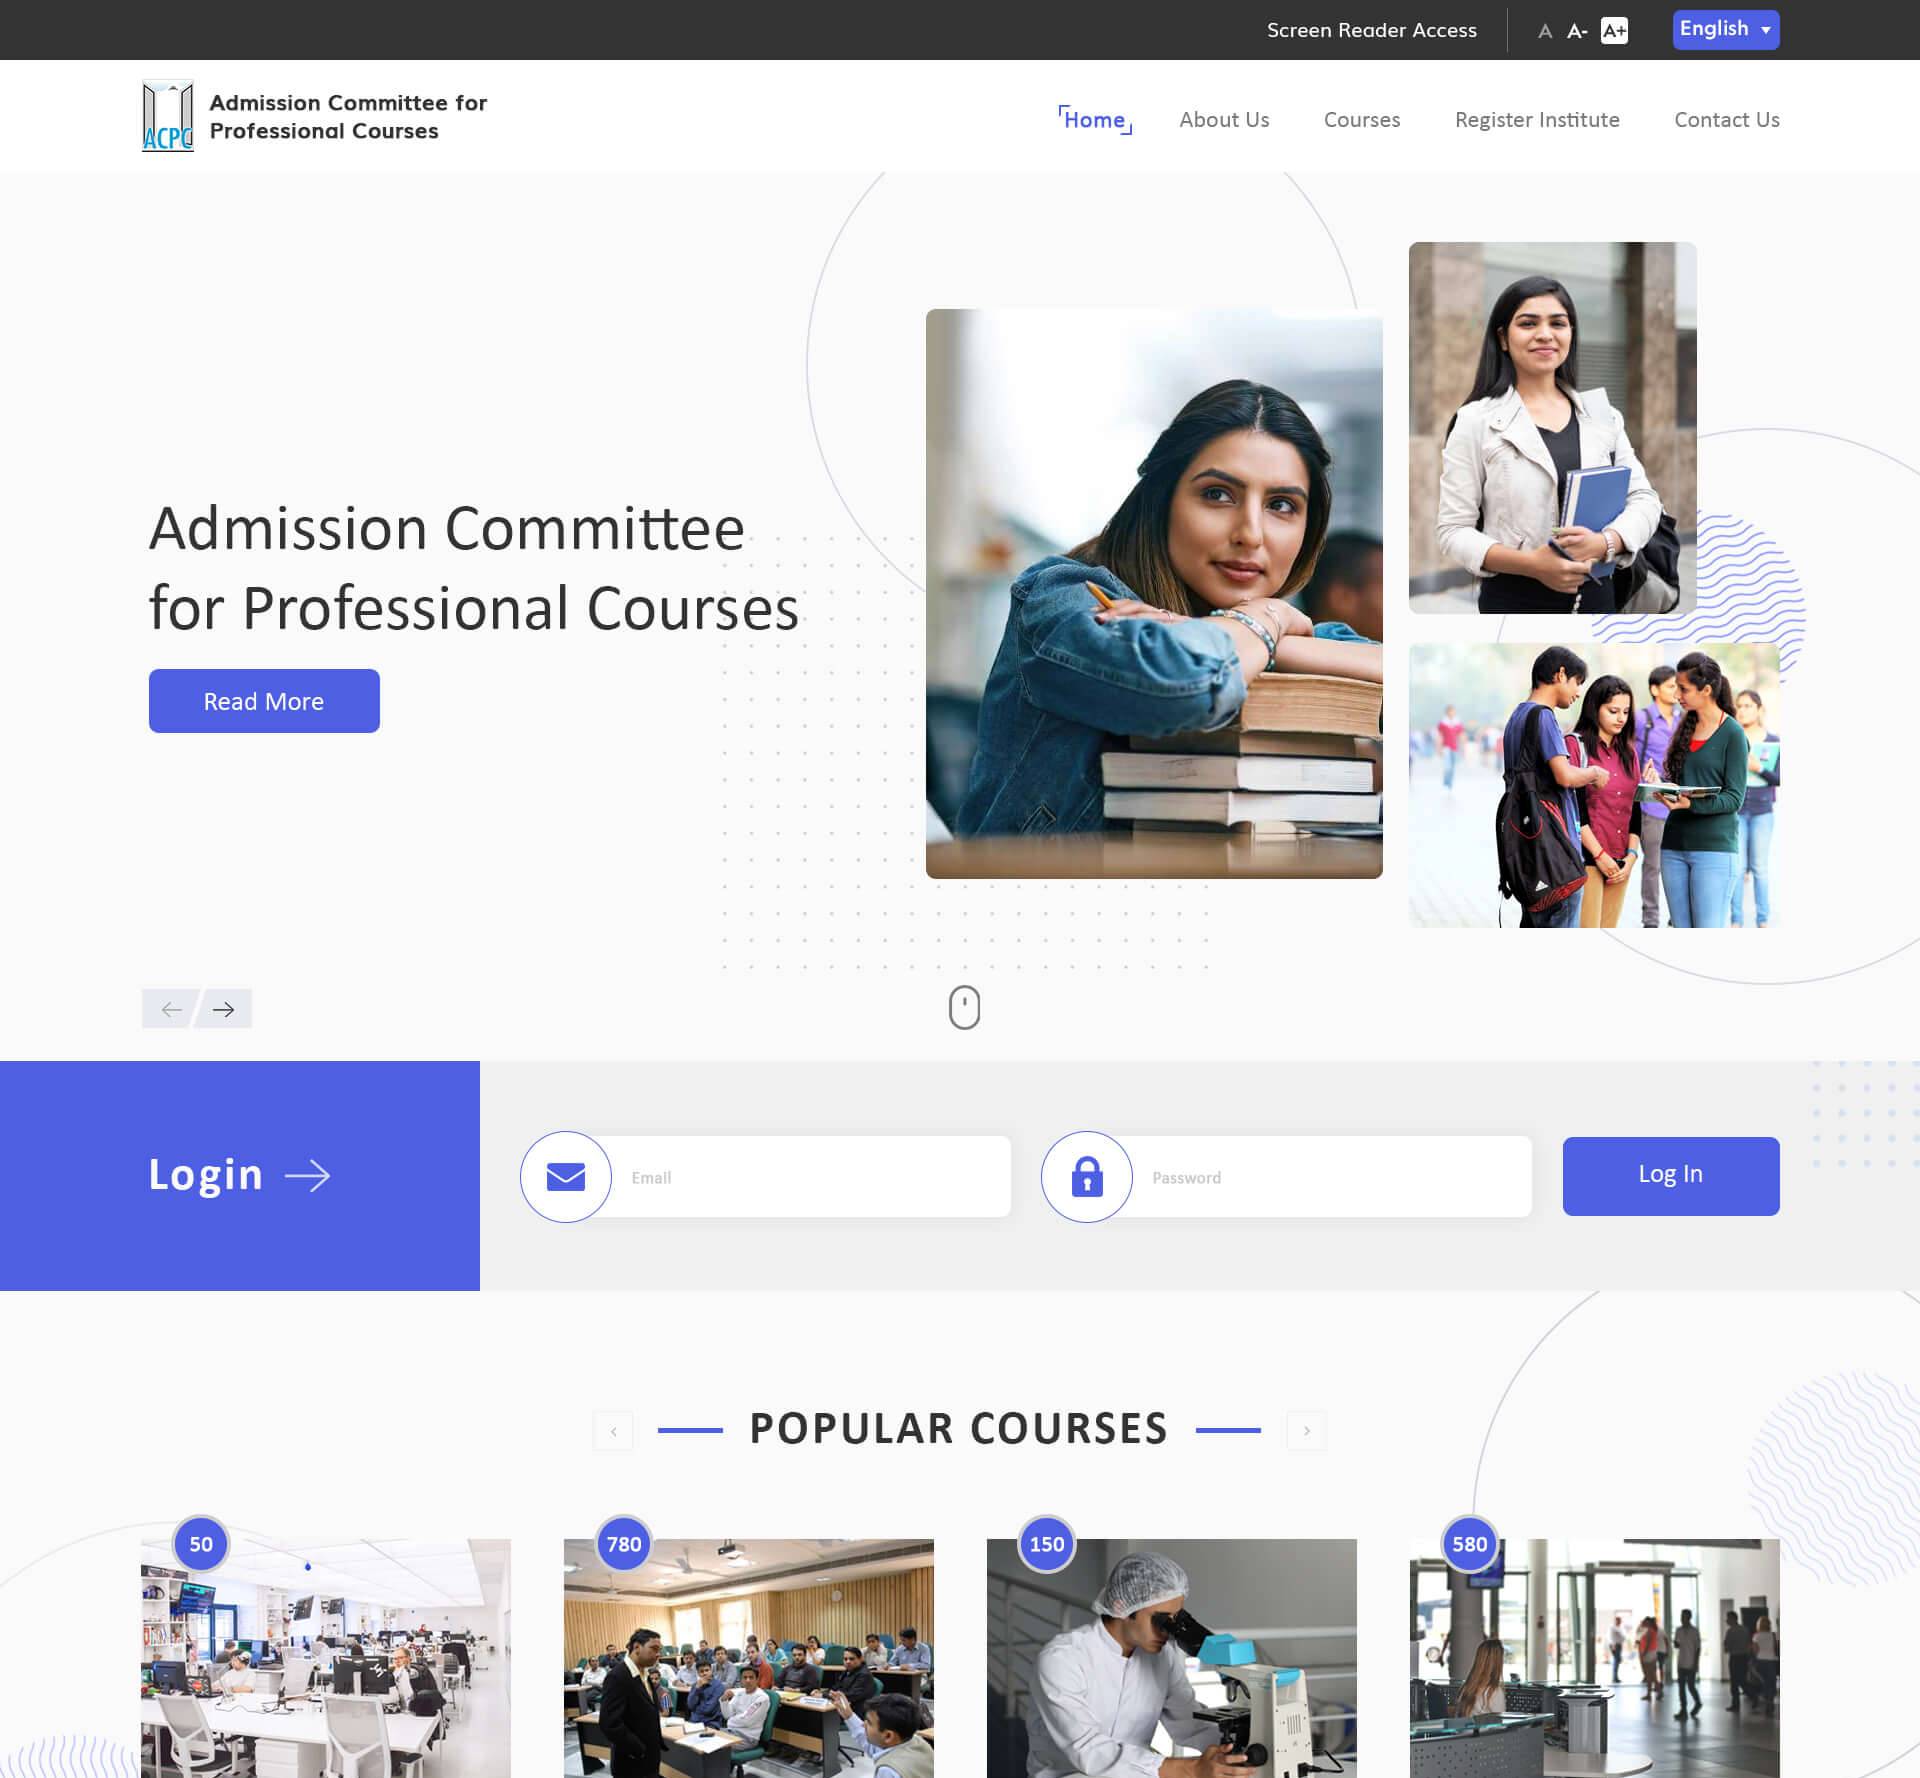 Screen Reader Access
A A- A+
English
ACPC
Admission Committee for
Professional Courses
Home
About Us
Courses
Register Institute
Contact Us
Admission Committee
for Professional Courses
Read More
Login
Email
Password
Log In
POPULAR COURSES
50
780
150
580